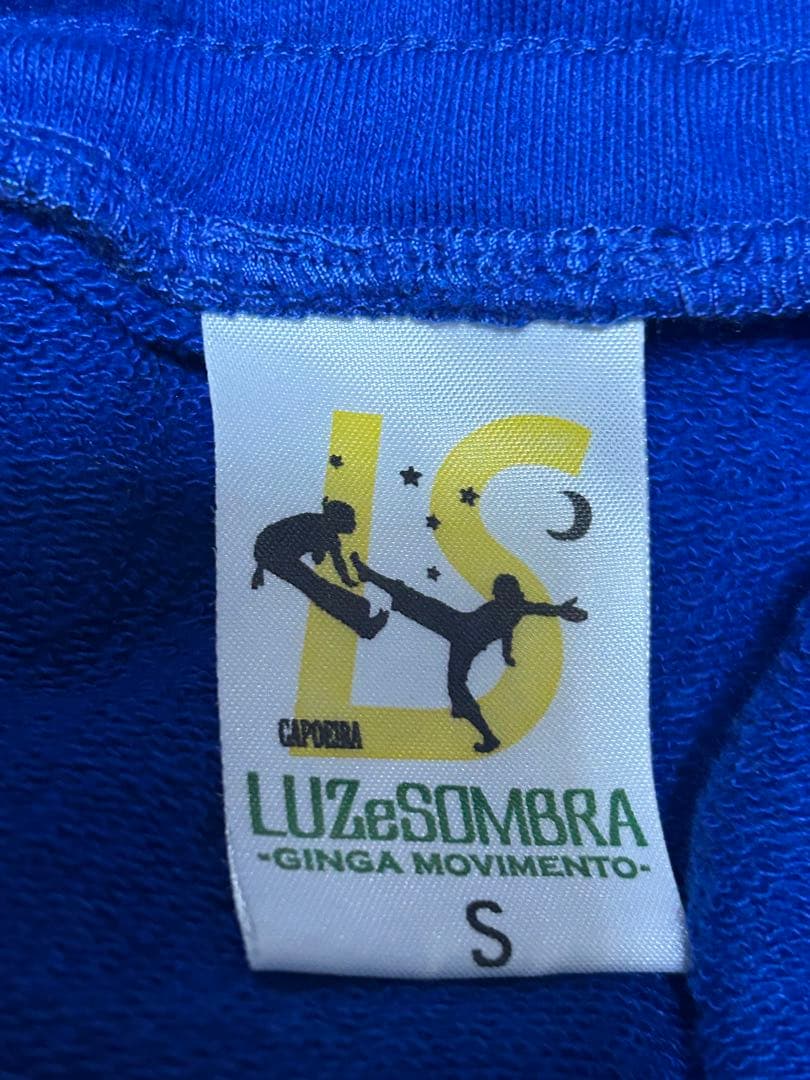 LS
CAPOEIRA
LUZeSOMBRA
-GINGA MOVIMENTO-
S